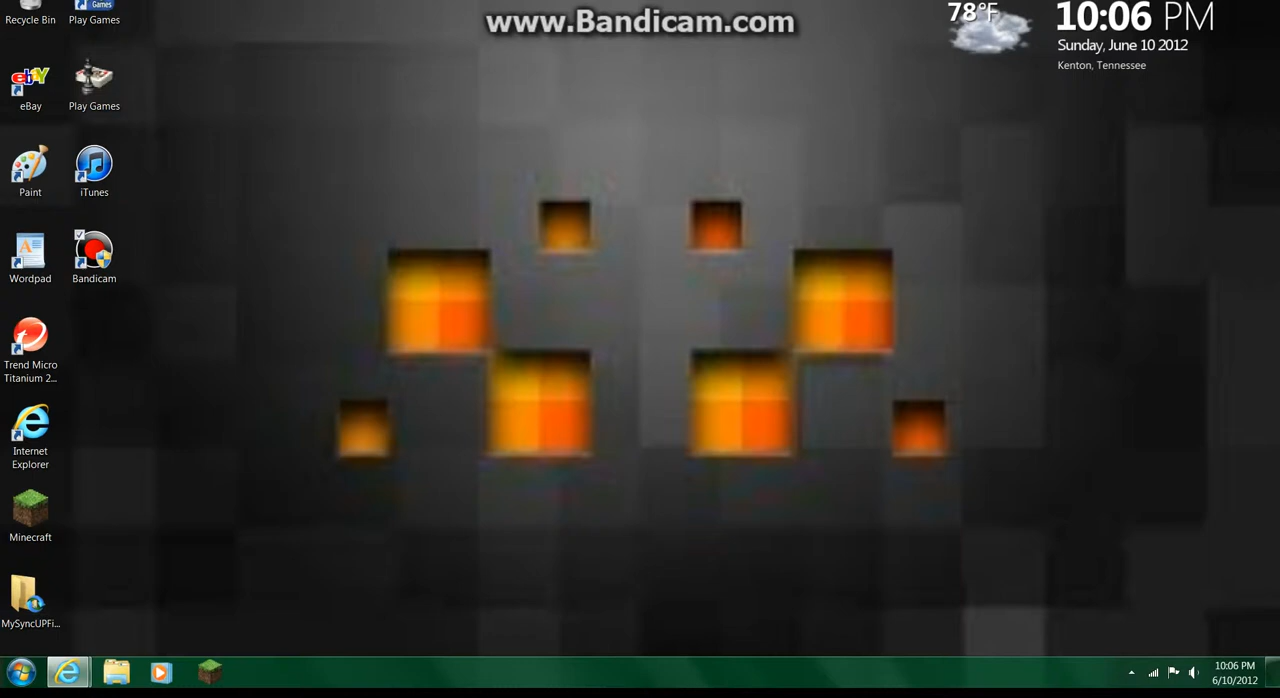 www.Bandicam.com
78°F
10:06 PM
Sunday, June 10 2012
Kenton, Tennessee
Recycle Bin
Games
Play Games
ebY
eBay
Play Games
Paint
iTunes
A
Wordpad
Bandicam
Trend Micro
Titanium 2...
Internet
Explorer
Minecraft
MySyncUPFi...
10:06 PM
6/10/2012